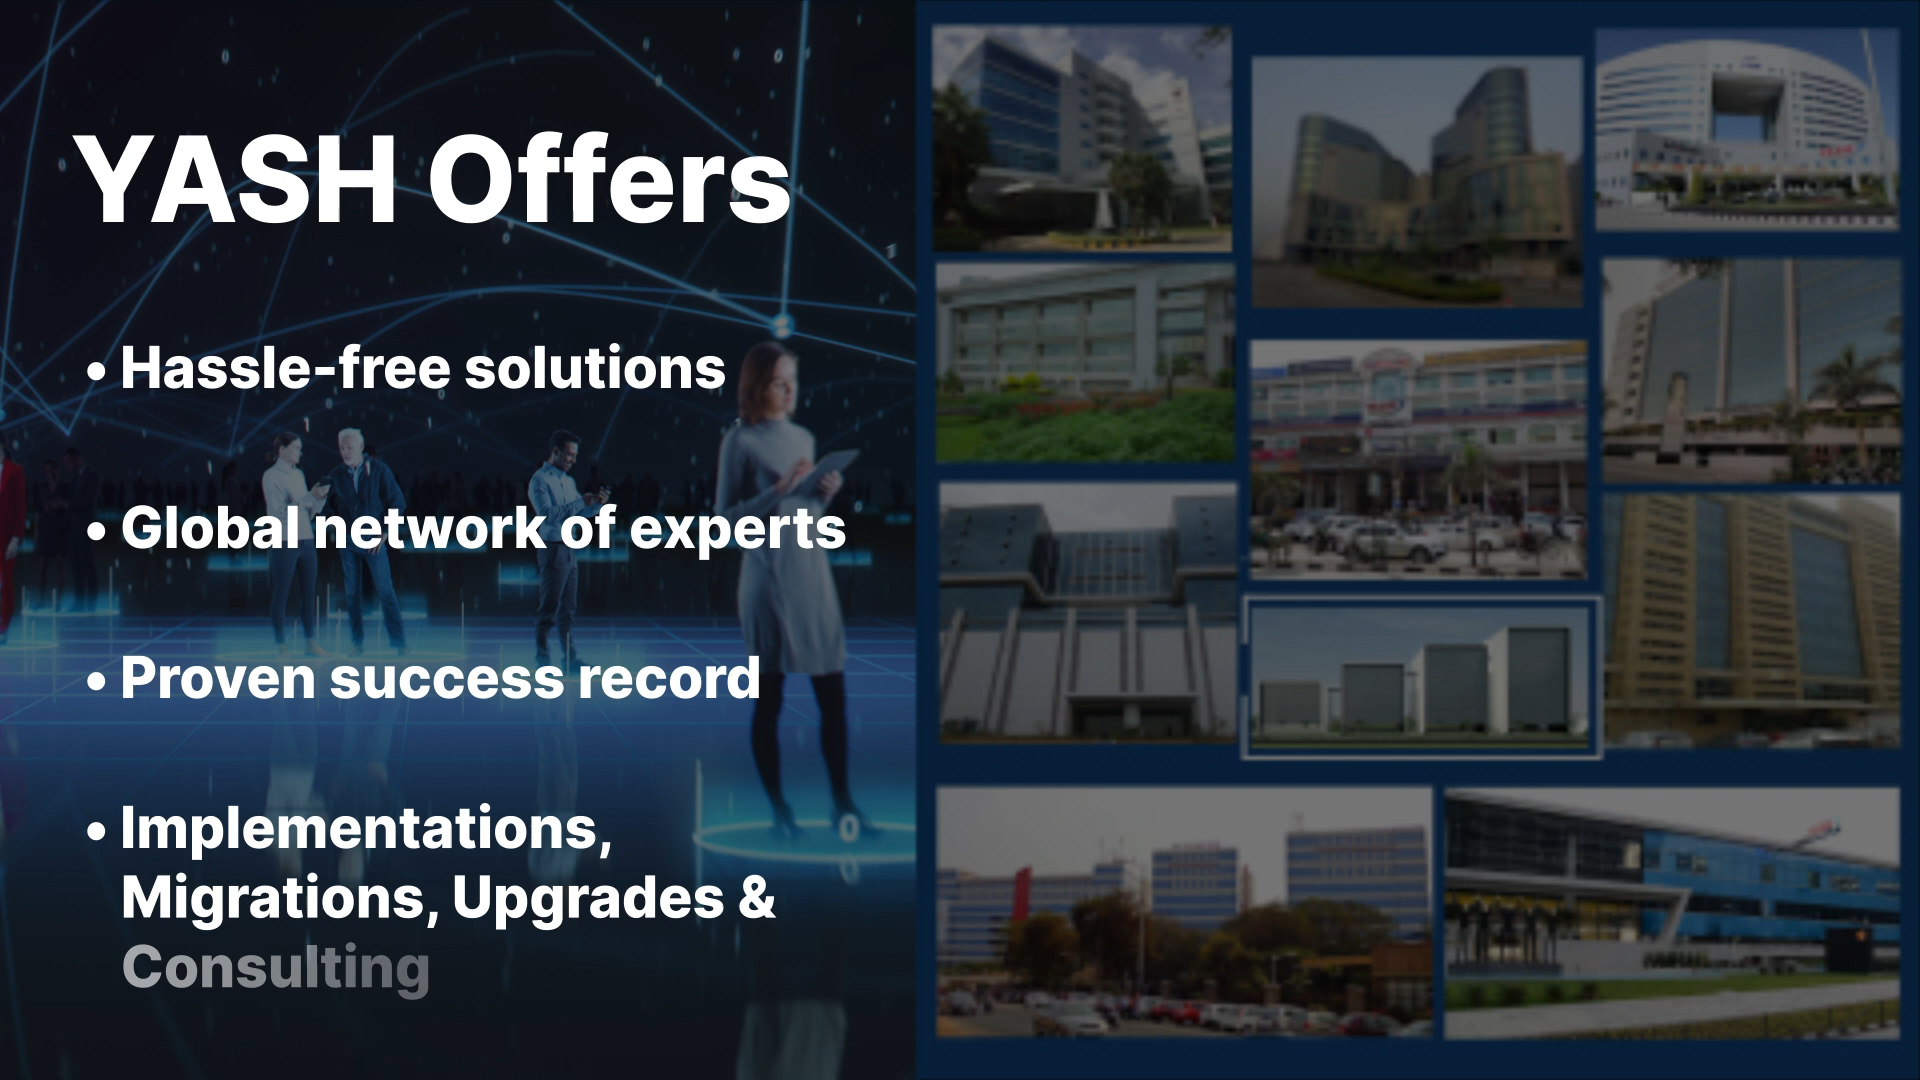 YASH Offers
• Hassle-free solutions
• Global network of experts
• Proven success record
• Implementations,
Migrations, Upgrades &
Consulting